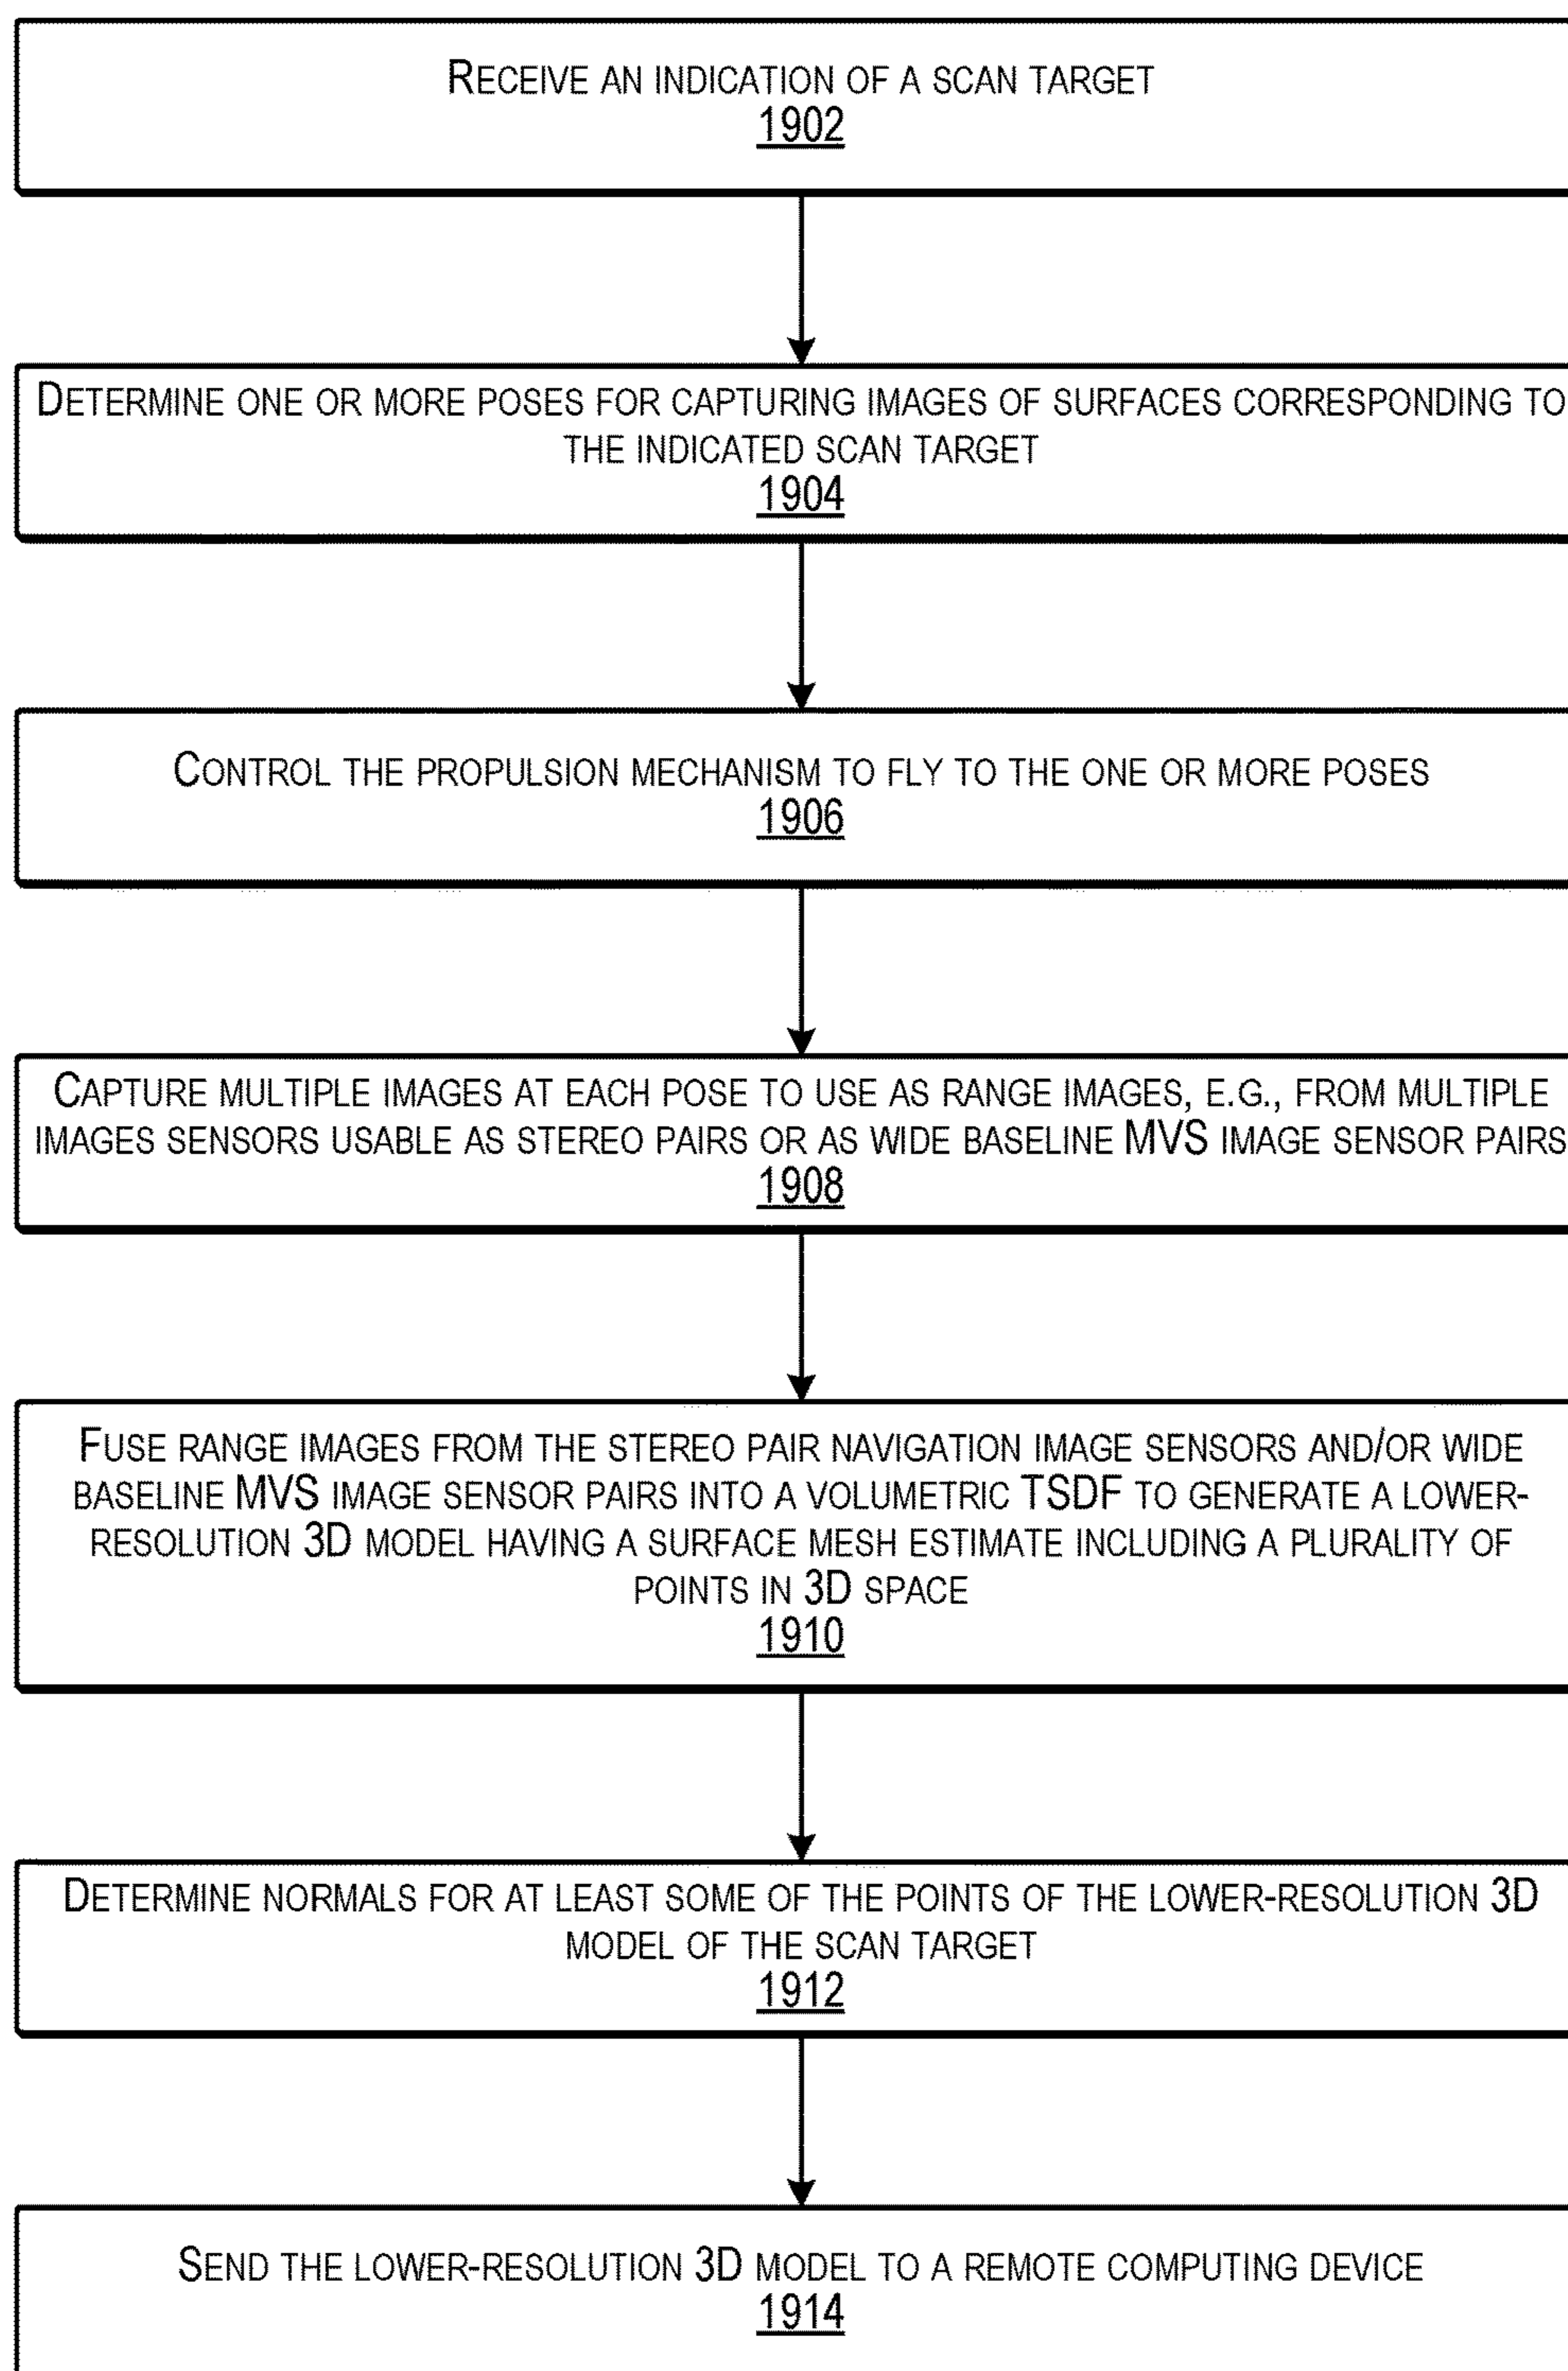 RECEIVE AN INDICATION OF A SCAN TARGET
1902
DETERMINE ONE OR MORE POSES FOR CAPTURING IMAGES OF SURFACES CORRESPONDING TO
THE INDICATED SCAN TARGET
1904
CONTROL THE PROPULSION MECHANISM TO FLY TO THE ONE OR MORE POSES
1906
CAPTURE MULTIPLE IMAGES AT EACH POSE TO USE AS RANGE IMAGES, E.G., FROM MULTIPLE
IMAGES SENSORS USABLE AS STEREO PAIRS OR AS WIDE BASELINE MVS IMAGE SENSOR PAIRS
1908
FUSE RANGE IMAGES FROM THE STEREO PAIR NAVIGATION IMAGE SENSORS AND/OR WIDE
BASELINE MVS IMAGE SENSOR PAIRS INTO A VOLUMETRIC TSDF TO GENERATE A LOWER-
RESOLUTION 3D MODEL HAVING A SURFACE MESH ESTIMATE INCLUDING A PLURALITY OF
POINTS IN 3D SPACE
1910
DETERMINE NORMALS FOR AT LEAST SOME OF THE POINTS OF THE LOWER-RESOLUTION 3D
MODEL OF THE SCAN TARGET
1912
SEND THE LOWER-RESOLUTION 3D MODEL TO A REMOTE COMPUTING DEVICE
1914